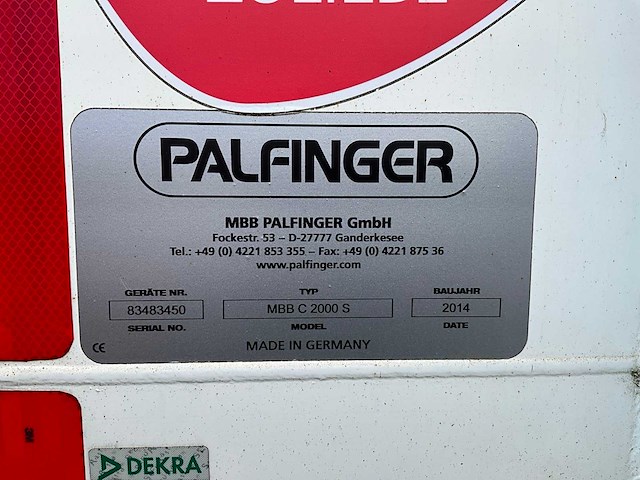 PALFINGER
MBB PALFINGER GmbH
Fockestr. 53 – D-27777 Ganderkesee
Tel.: +49 (0) 4221 853 355 – Fax: +49 (0) 4221 875 36
www.palfinger.com
GERÄTE NR. TYP BAUJAHR
83483450 MBB C 2000 S 2014
SERIAL NO. MODEL DATE
CE MADE IN GERMANY
3M
DEKRA